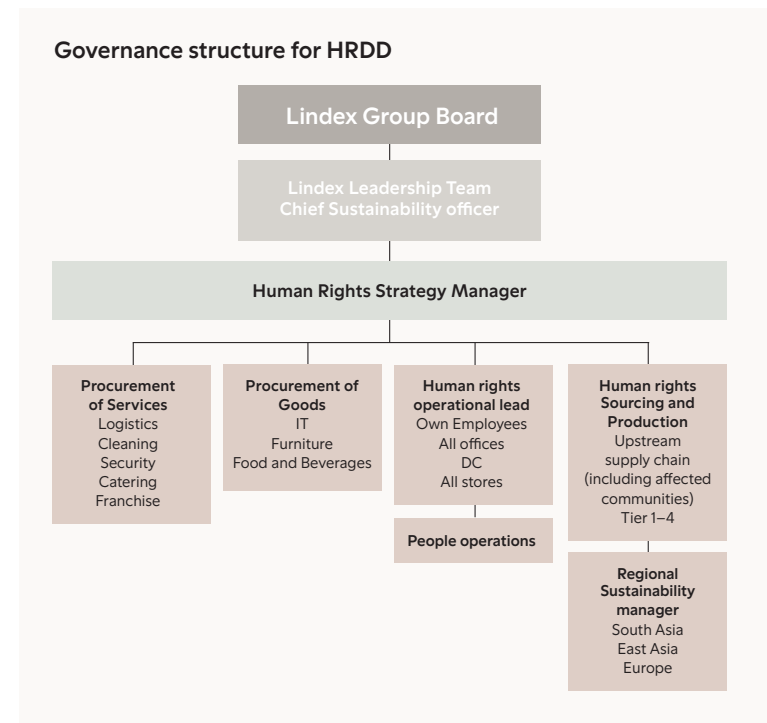 Governance structure for HRDD
Lindex Group Board
Lindex Leadership Team
Chief Sustainability officer
Human Rights Strategy Manager
Procurement
of Services
Logistics
Cleaning
Security
Catering
Franchise
Procurement of
Goods
IT
Furniture
Food and Beverages
Human rights
operational lead
Own Employees
All offices
DC
All stores
People operations
Human rights
Sourcing and
Production
Upstream
supply chain
(including affected
communities)
Tier 1–4
Regional
Sustainability
manager
South Asia
East Asia
Europe